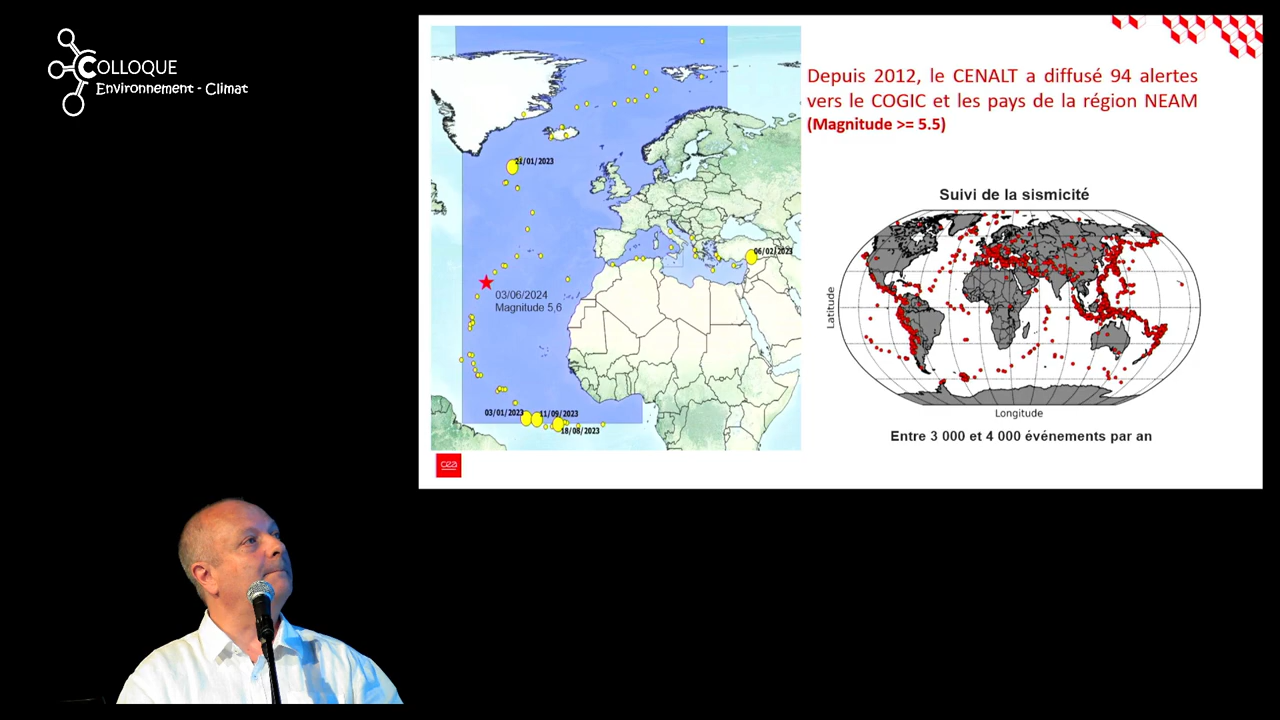 COLLOQUE
Environnement - Climat
Depuis 2012, le CENALT a diffusé 94 alertes
vers le COGIC et les pays de la région NEAM
(Magnitude >= 5.5)
21/01/2023
06/02/2023
03/06/2024
Magnitude 5,6
03/01/2023
11/09/2023
18/08/2023
cea
Suivi de la sismicité
Latitude
Longitude
Entre 3 000 et 4 000 événements par an